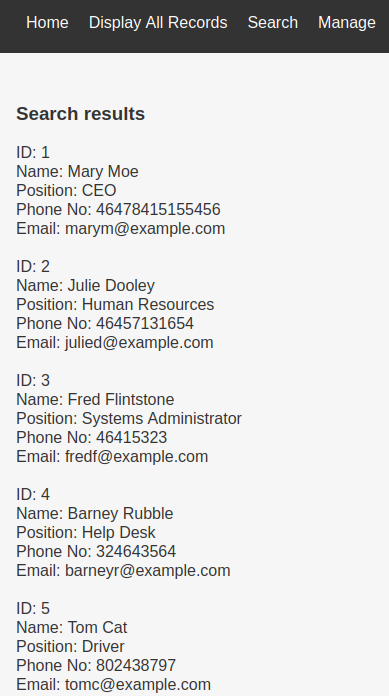 Home Display All Records Search Manage
Search results
ID: 1
Name: Mary Moe
Position: CEO
Phone No: 46478415155456
Email: marym@example.com
ID: 2
Name: Julie Dooley
Position: Human Resources
Phone No: 46457131654
Email: julied@example.com
ID: 3
Name: Fred Flintstone
Position: Systems Administrator
Phone No: 46415323
Email: fredf@example.com
ID: 4
Name: Barney Rubble
Position: Help Desk
Phone No: 324643564
Email: barneyr@example.com
ID: 5
Name: Tom Cat
Position: Driver
Phone No: 802438797
Email: tomc@example.com